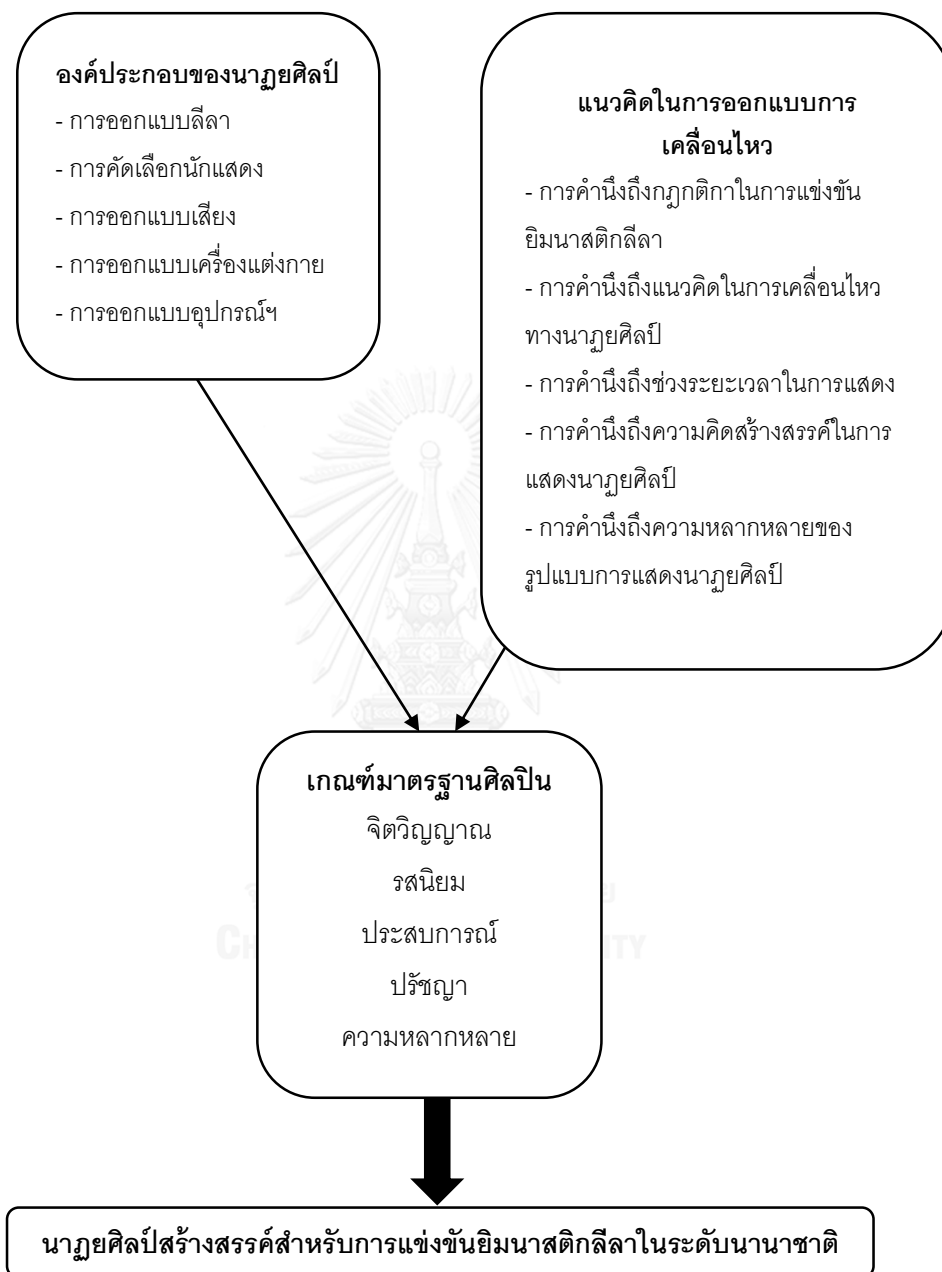 องค์ประกอบของนาฏยศิลป์
- การออกแบบลีลา
- การคัดเลือกนักแสดง
- การออกแบบเสียง
- การออกแบบเครื่องแต่งกาย
- การออกแบบอุปกรณ์ฯ
แนวคิดในการออกแบบการ
เคลื่อนไหว
- การคำนึงถึงกฎกติกาในการแข่งขัน
ยิมนาสติกลีลา
- การคำนึงถึงแนวคิดในการเคลื่อนไหว
ทางนาฏยศิลป์
- การคำนึงถึงช่วงระยะเวลาในการแสดง
- การคำนึงถึงความคิดสร้างสรรค์ในการ
แสดงนาฏยศิลป์
- การคำนึงถึงความหลากหลายของ
รูปแบบการแสดงนาฏยศิลป์
เกณฑ์มาตรฐานศิลปิน
จิตวิญญาณ
รสนิยม
ประสบการณ์
ปรัชญา
ความหลากหลาย
นาฏยศิลป์สร้างสรรค์สำหรับการแข่งขันยิมนาสติกลีลาในระดับนานาชาติ